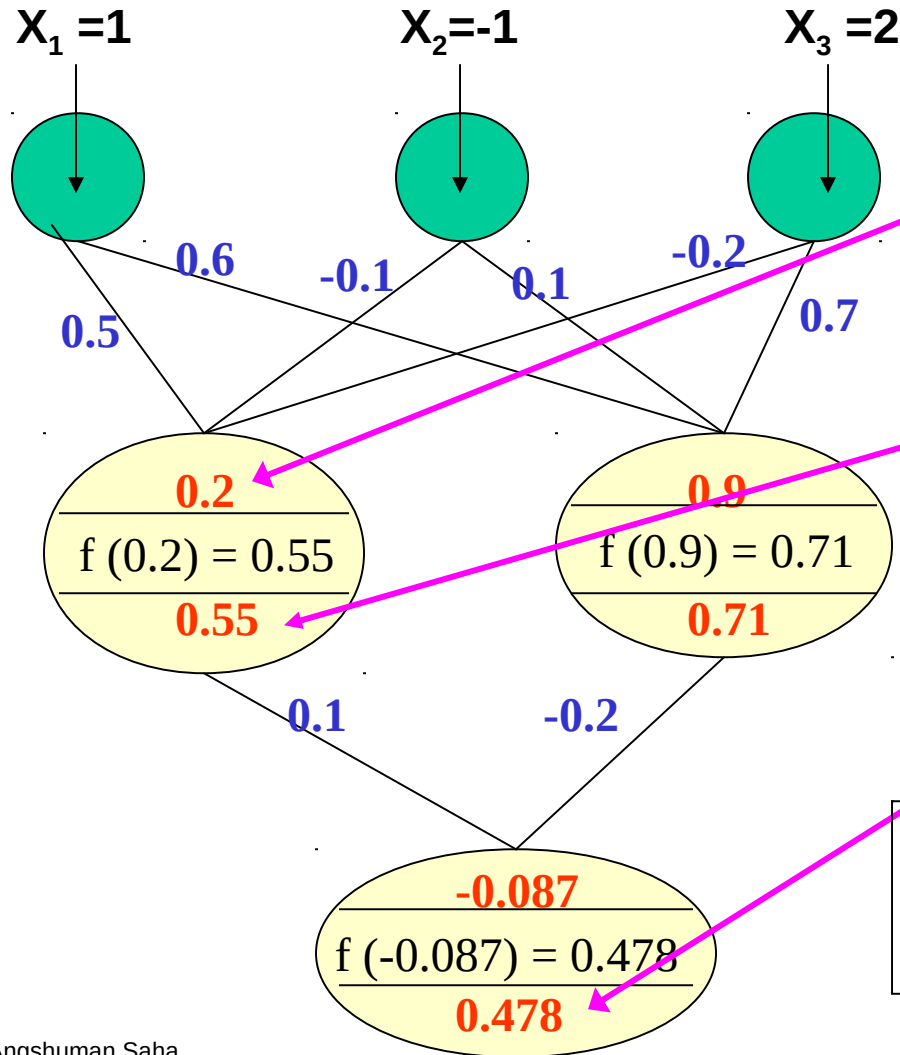 X1 =1
X2=-1
X3 =2
0.6
-0.1
0.1
-0.2
0.5
0.7
0.2
f (0.2) = 0.55
0.55
0.9
f (0.9) = 0.71
0.71
0.1
-0.2
-0.087
f (-0.087) = 0.478
0.478
Angshuman Saha